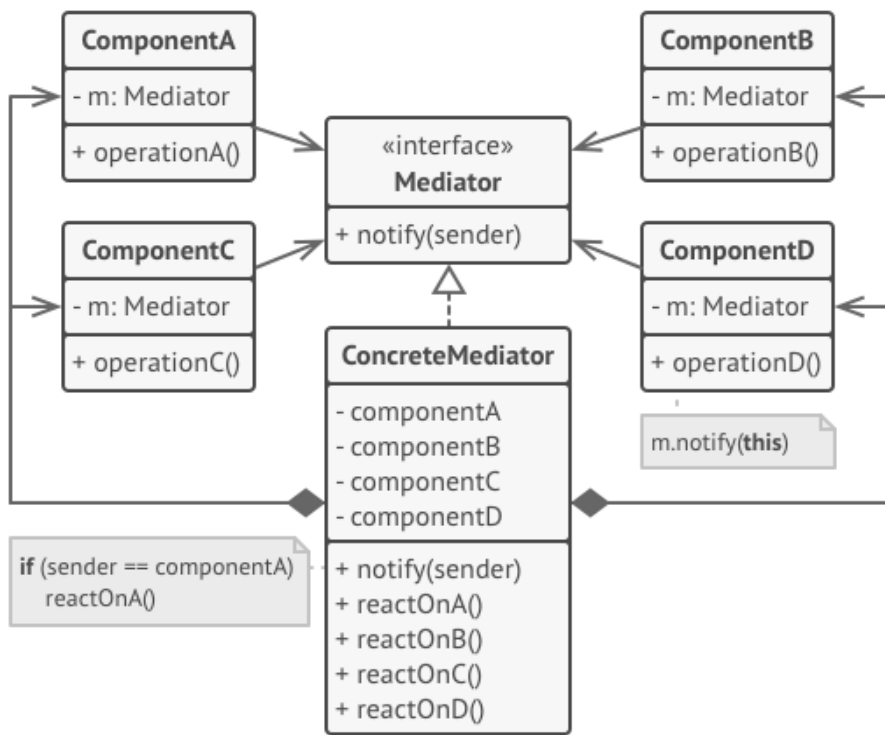 ComponentA
- m: Mediator
+ operationA()
ComponentB
- m: Mediator
+ operationB()
«interface»
Mediator
+ notify(sender)
ComponentC
- m: Mediator
+ operationC()
ComponentD
- m: Mediator
+ operationD()
m.notify(this)
ConcreteMediator
- componentA
- componentB
- componentC
- componentD
+ notify(sender)
+ reactOnA()
+ reactOnB()
+ reactOnC()
+ reactOnD()
if (sender == componentA)
reactOnA()